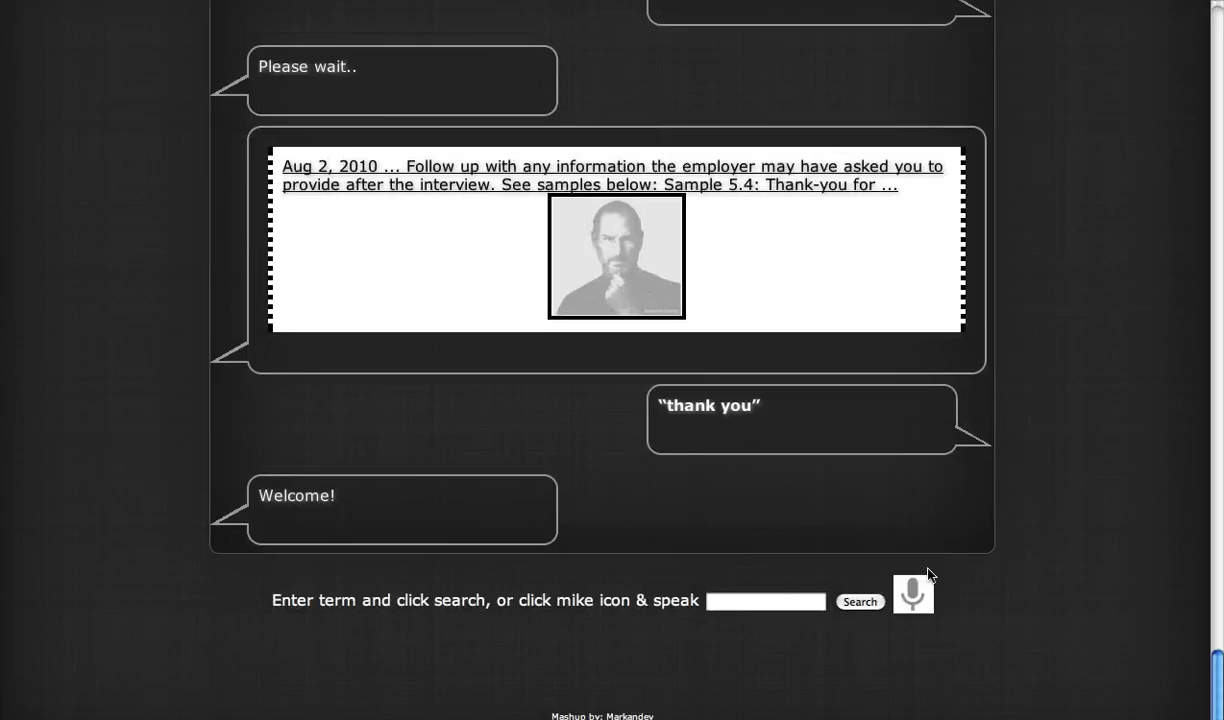 Please wait..
Aug 2, 2010 ... Follow up with any information the employer may have asked you to
provide after the interview. See samples below: Sample 5.4: Thank-you for ...
“thank you”
Welcome!
Enter term and click search, or click mike icon & speak
Search
Mashup by: Markandey